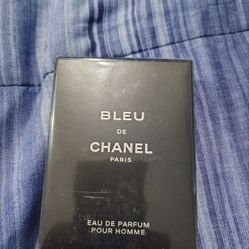 BLEU
DE
CHANEL
PARIS
EAU DE PARFUM
POUR HOMME